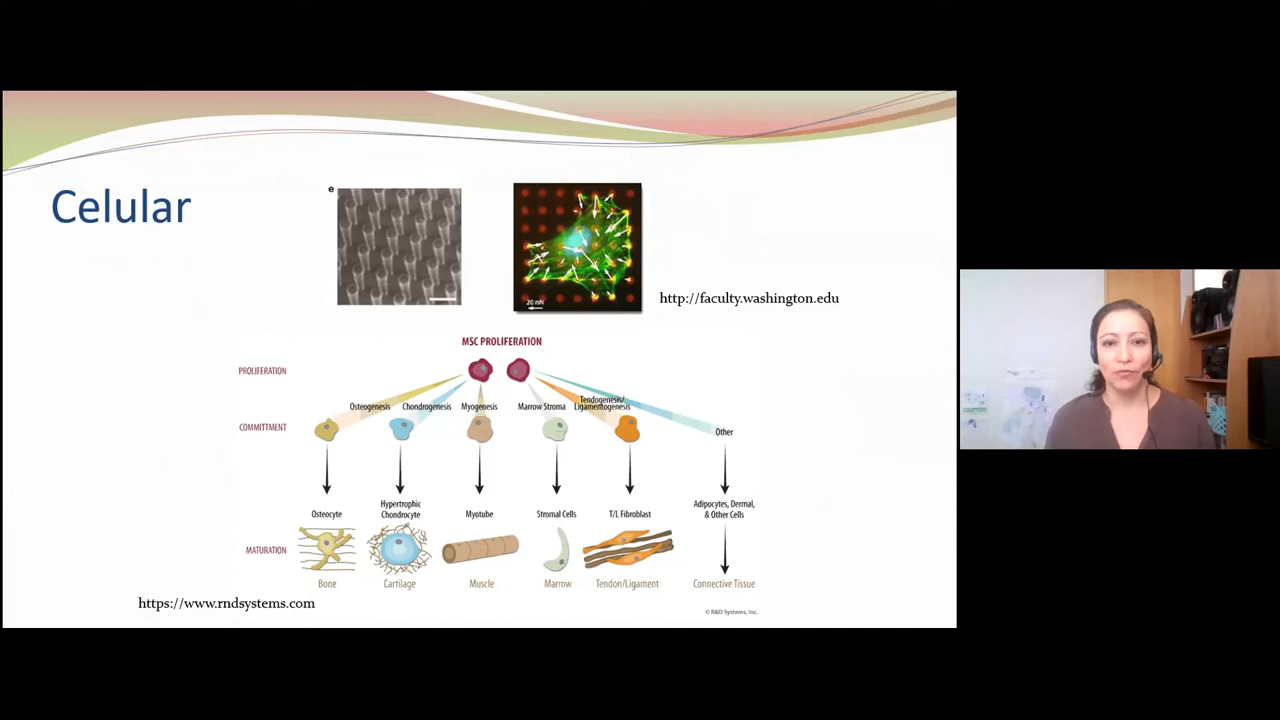 Celular
e
20 nN
http://faculty.washington.edu
MSC PROLIFERATION
PROLIFERATION
Osteogenesis
Chondrogenesis
Myogenesis
Marrow Stroma
Tendogenesis/
Ligamentogenesis
COMMITTMENT
Other
Osteocyte
Hypertrophic
Chondrocyte
Myotube
Stromal Cells
T/L Fibroblast
Adipocytes, Dermal,
& Other Cells
MATURATION
Bone
Cartilage
Muscle
Marrow
Tendon/Ligament
Connective Tissue
https://www.rndsystems.com
© R&D Systems, Inc.